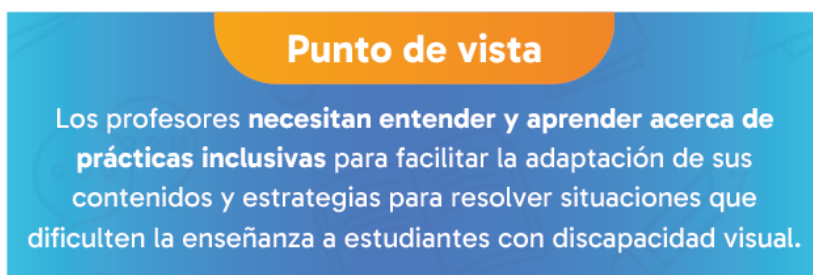 Punto de vista
Los profesores necesitan entender y aprender acerca de
prácticas inclusivas para facilitar la adaptación de sus
contenidos y estrategias para resolver situaciones que
dificulten la enseñanza a estudiantes con discapacidad visual.